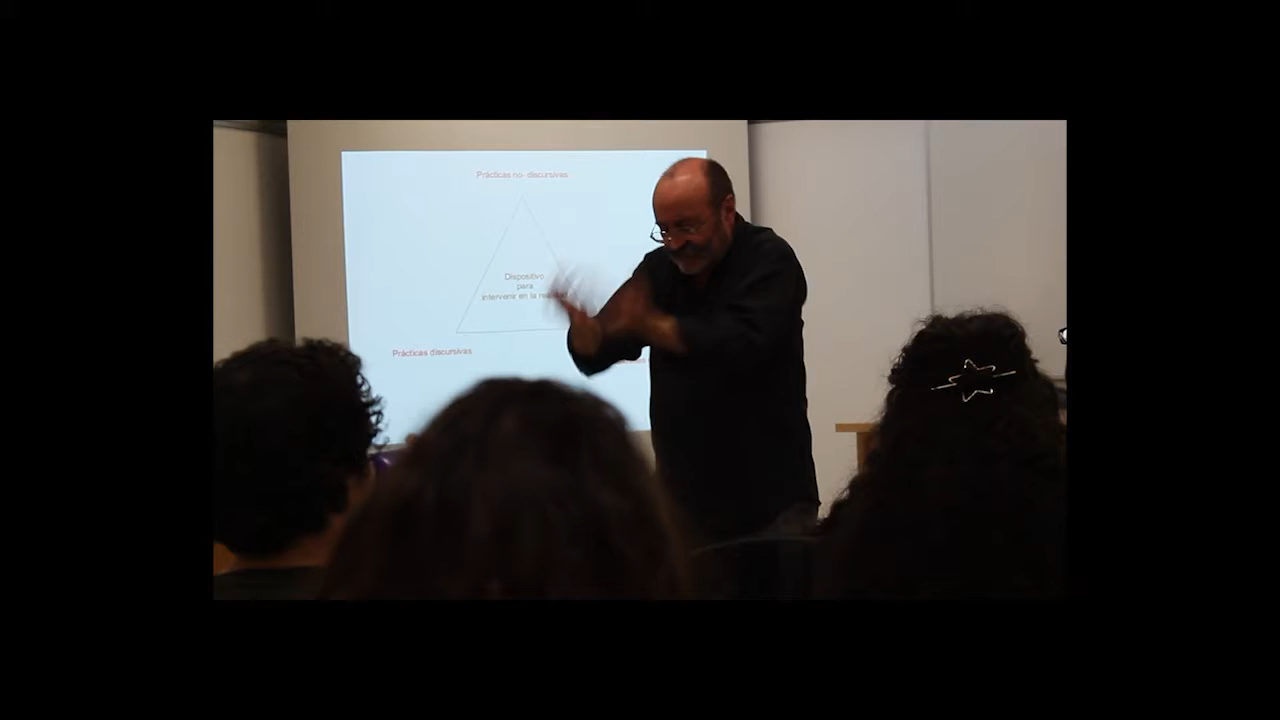 Prácticas no- discursivas
Dispositivo
para
intervenir en la
Prácticas discursivas